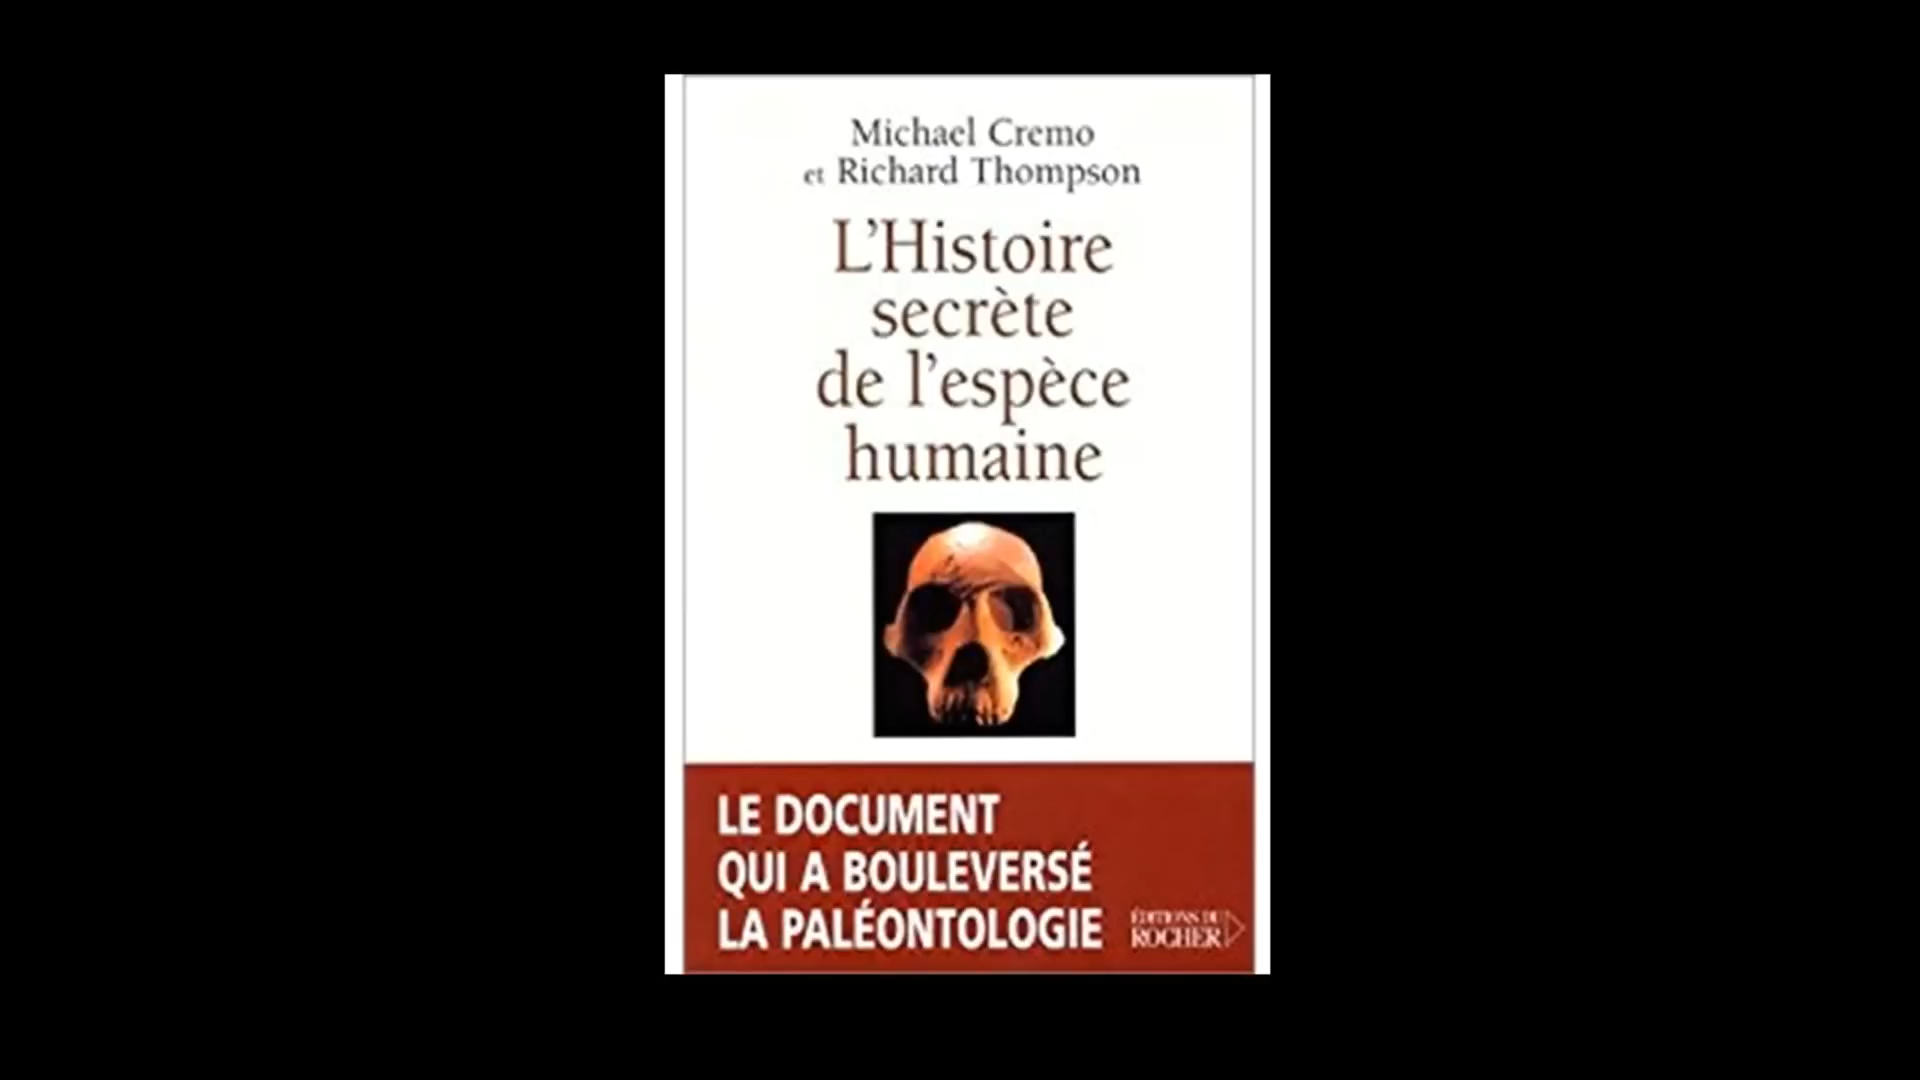 Michael Cremo
et Richard Thompson
L'Histoire
secrète
de l'espèce
humaine
LE DOCUMENT
QUI A BOULEVERSÉ
LA PALÉONTOLOGIE
ÉDITIONS DU
ROCHER